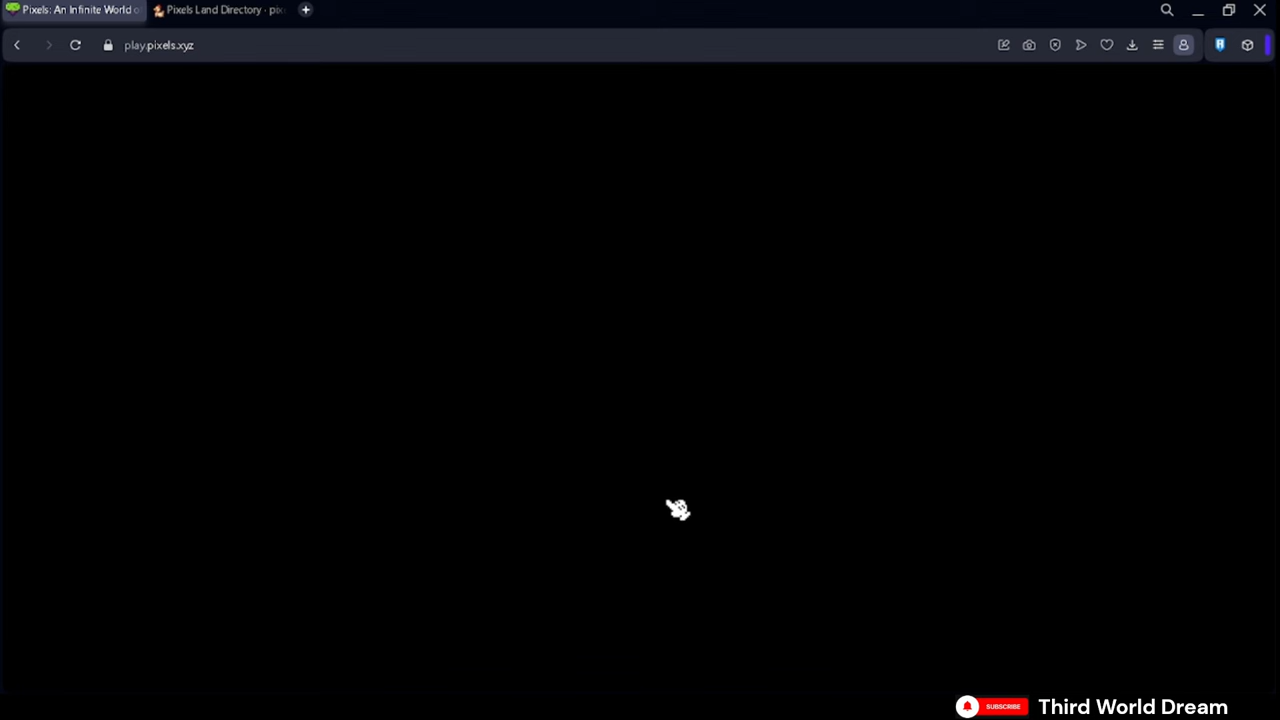 Pixels: An Infinite World o
Pixels Land Directory · pix
play.pixels.xyz
SUBSCRIBE
Third World Dream